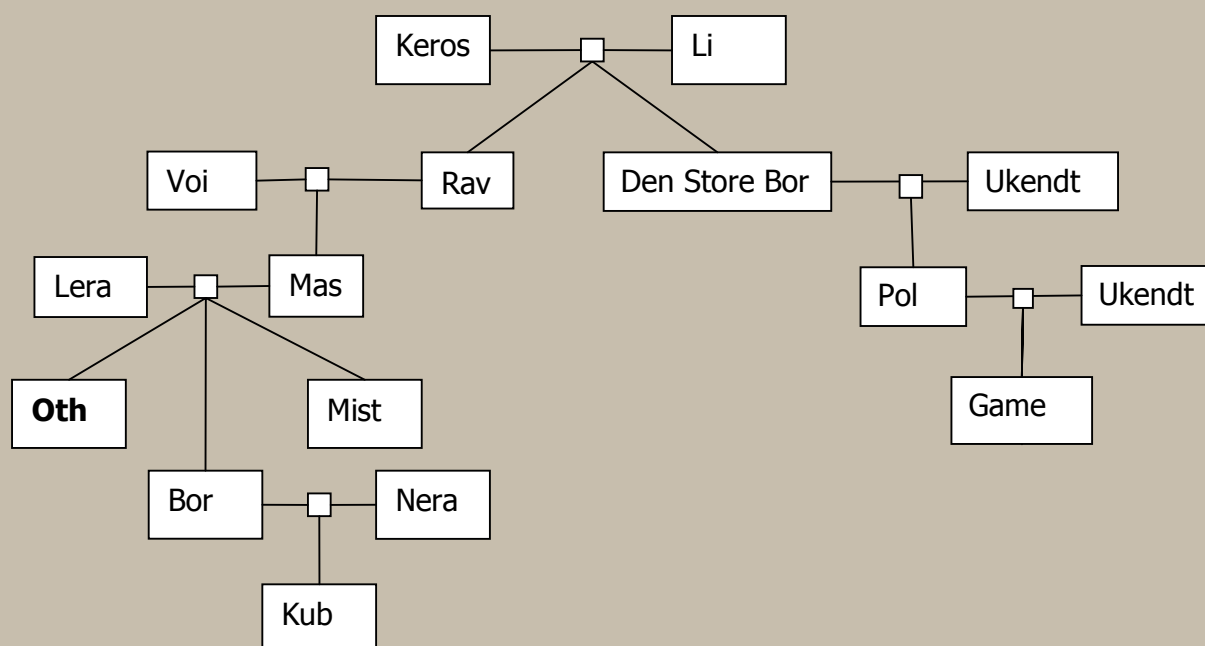 Keros
Li
Voi
Rav
Den Store Bor
Ukendt
Lera
Mas
Pol
Ukendt
Oth
Mist
Game
Bor
Nera
Kub